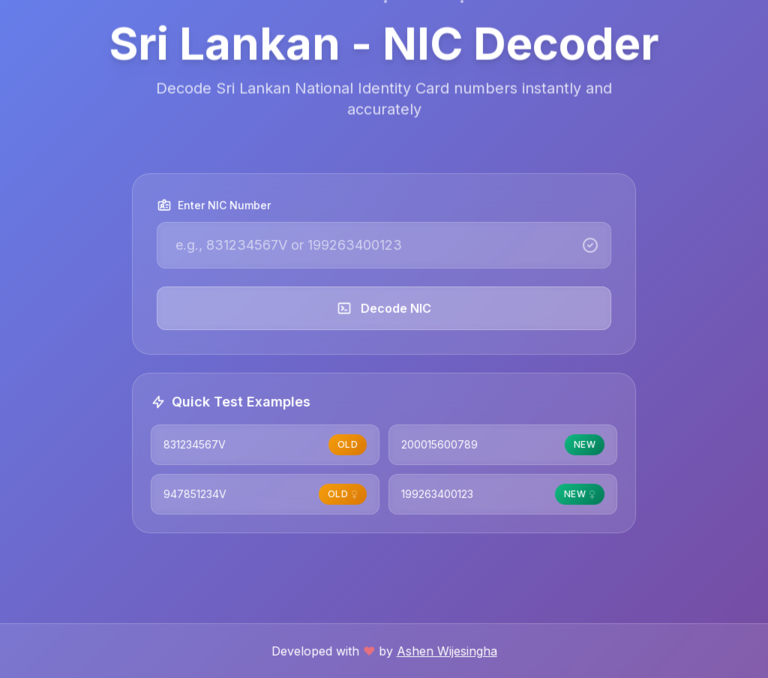 Sri Lankan - NIC Decoder
Decode Sri Lankan National Identity Card numbers instantly and
accurately
Enter NIC Number
e.g., 831234567V or 199263400123
Decode NIC
Quick Test Examples
831234567V OLD
200015600789 NEW
947851234V OLD ♀
199263400123 NEW ♀
Developed with ❤ by Ashen Wijesingha